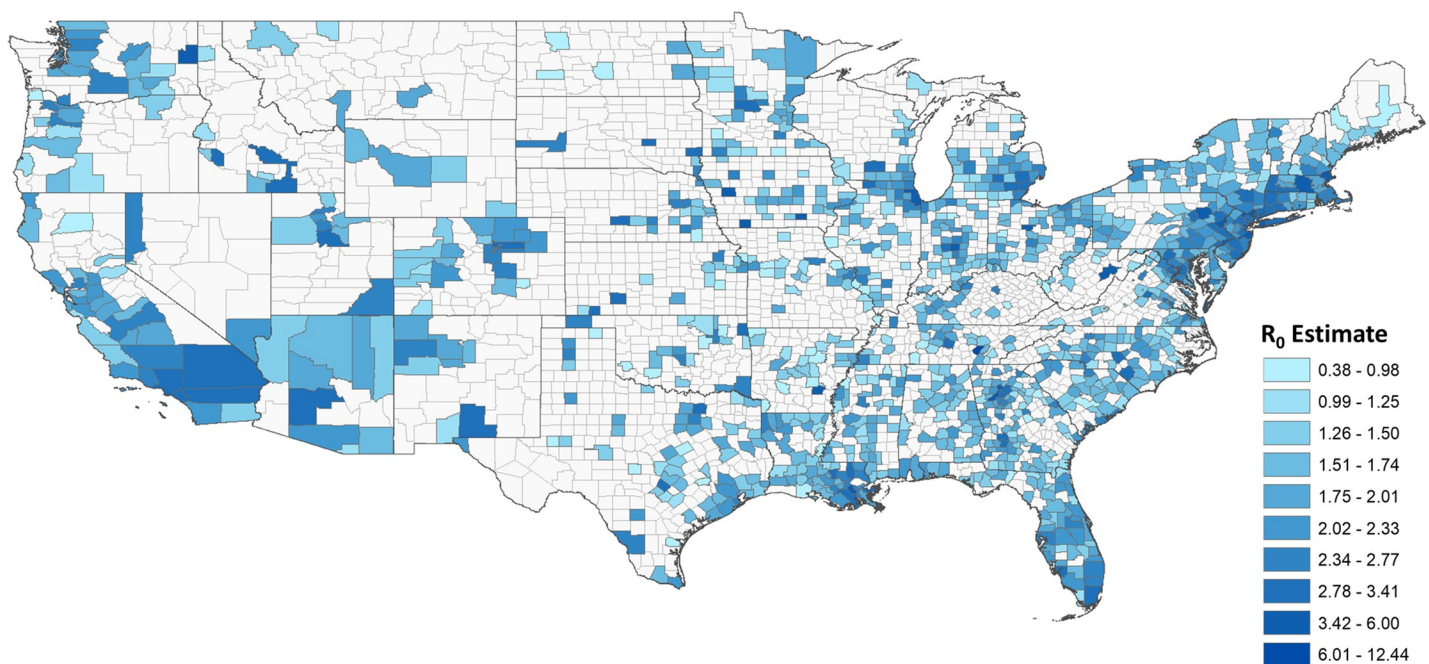 R₀ Estimate
0.38 - 0.98
0.99 - 1.25
1.26 - 1.50
1.51 - 1.74
1.75 - 2.01
2.02 - 2.33
2.34 - 2.77
2.78 - 3.41
3.42 - 6.00
6.01 - 12.44